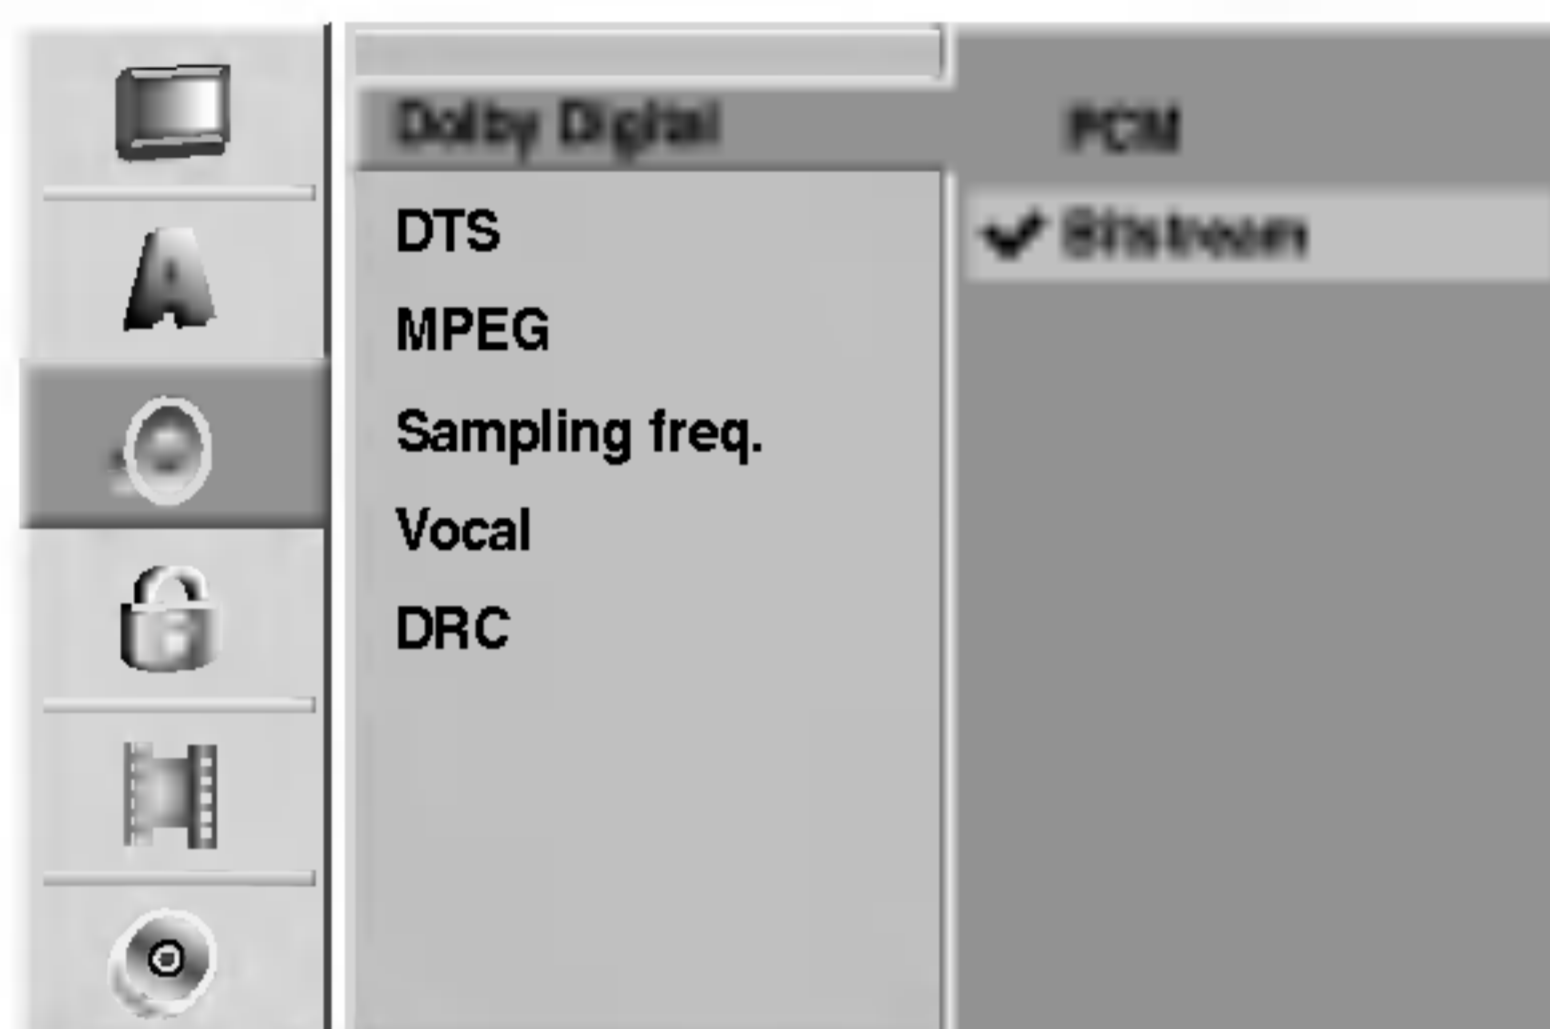 Dolby Digital
PCM
DTS
Bitstream
MPEG
Sampling freq.
Vocal
DRC